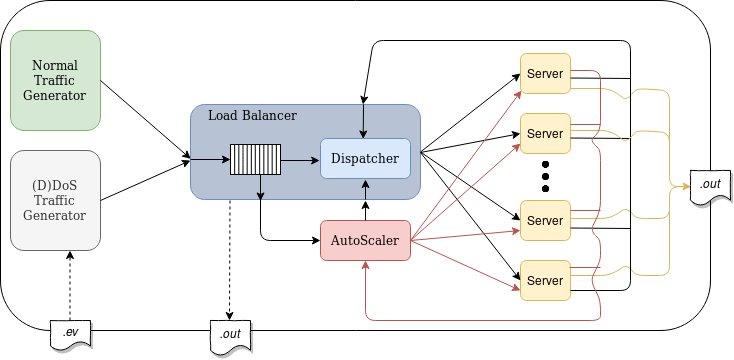 Normal
Traffic
Generator
(D)DoS
Traffic
Generator
Load Balancer
Dispatcher
AutoScaler
Server
Server
Server
Server
.out
.ev
.out